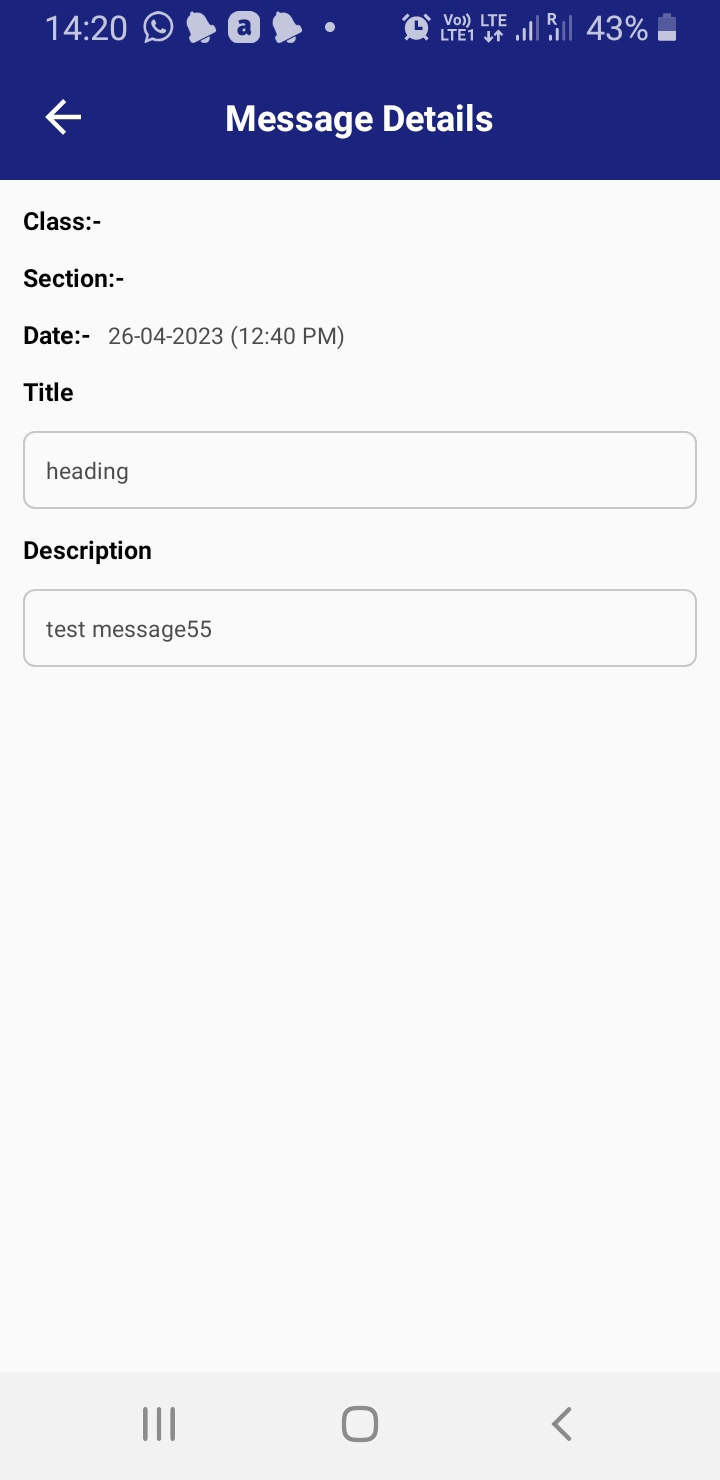 14:20 a Vo)) LTE R 43%
LTE1
Message Details
Class:-
Section:-
Date:- 26-04-2023 (12:40 PM)
Title
heading
Description
test message55